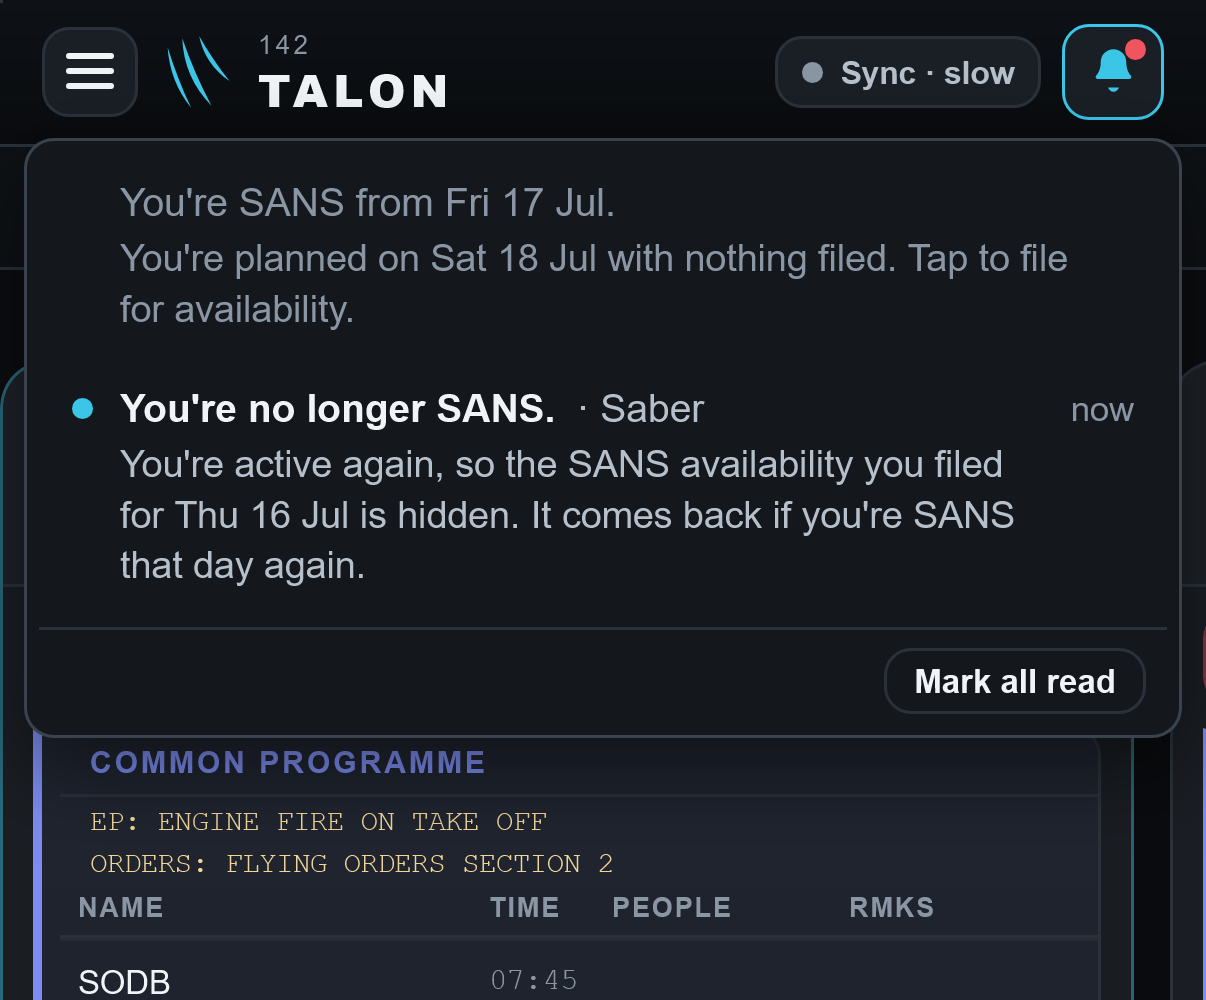 142
TALON
Sync · slow
You're SANS from Fri 17 Jul.
You're planned on Sat 18 Jul with nothing filed. Tap to file
for availability.
You're no longer SANS. · Saber now
You're active again, so the SANS availability you filed
for Thu 16 Jul is hidden. It comes back if you're SANS
that day again.
Mark all read
COMMON PROGRAMME
EP: ENGINE FIRE ON TAKE OFF
ORDERS: FLYING ORDERS SECTION 2
NAME TIME PEOPLE RMKS
SODB 07:45